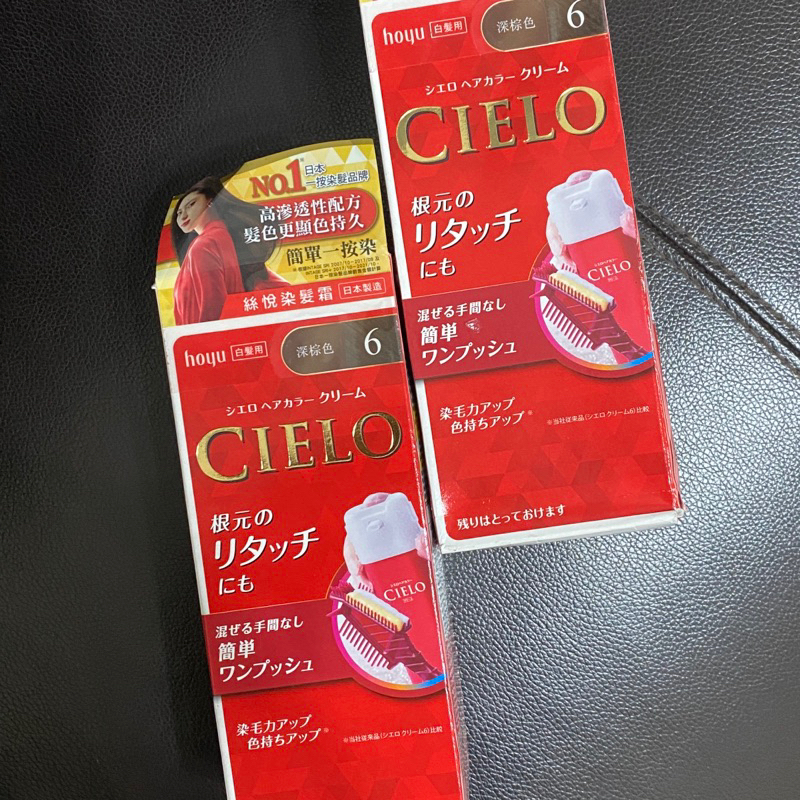 hoyu 白髮用 深棕色 6
シエロ ヘアカラー クリーム
CIELO
根元の
リタッチ
にも
CIELO
混ぜる手間なし
簡単
ワンプッシュ
染毛力アップ
色持ちアップ※
※当社従来品(シエロクリーム6)比較
残りはとっておけます
NO.1 日本
一按染髮品牌
高滲透性配方
髮色更顯色持久
簡單一按染
絲悅染髮霜 日本製造
hoyu 白髮用 深棕色 6
シエロ ヘアカラー クリーム
CIELO
根元の
リタッチ
にも
CIELO
混ぜる手間なし
簡単
ワンプッシュ
染毛力アップ
色持ちアップ※
※当社従来品(シエロクリーム6)比較